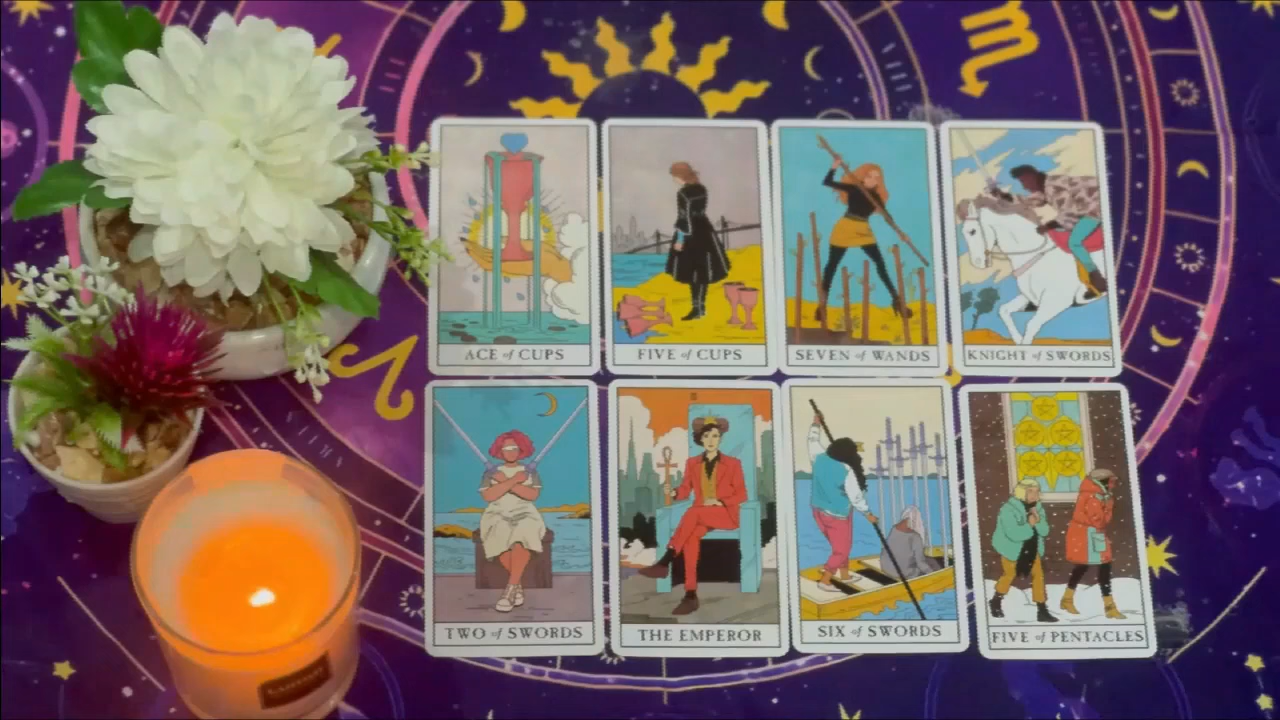 ACE of CUPS
FIVE of CUPS
SEVEN of WANDS
KNIGHT of SWORDS
TWO of SWORDS
THE EMPEROR
SIX of SWORDS
FIVE of PENTACLES